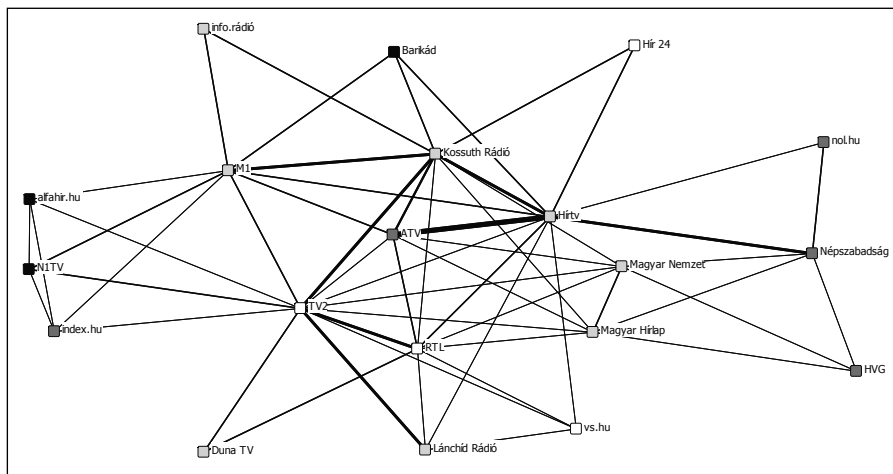 info.rádió
Barikád
Hír 24
nol.hu
Kossuth Rádió
M1
alfahir.hu
Hírtv
ATV
Népszabadság
N1TV
Magyar Nemzet
TV2
index.hu
Magyar Hírlap
RTL
HVG
vs.hu
Duna TV
Lánchíd Rádió